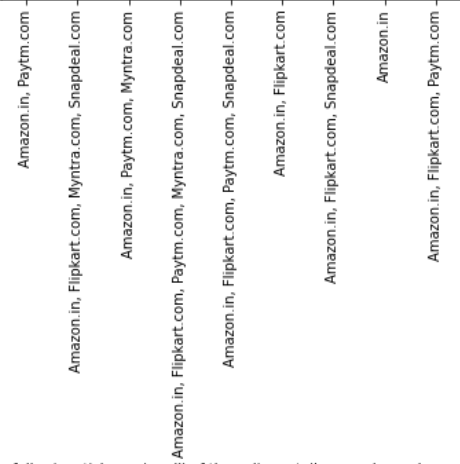 Amazon.in, Paytm.com
Amazon.in, Flipkart.com, Myntra.com, Snapdeal.com
Amazon.in, Paytm.com, Myntra.com
Amazon.in, Flipkart.com, Paytm.com, Myntra.com, Snapdeal.com
Amazon.in, Flipkart.com, Paytm.com, Snapdeal.com
Amazon.in, Flipkart.com
Amazon.in, Flipkart.com, Snapdeal.com
Amazon.in
Amazon.in, Flipkart.com, Paytm.com